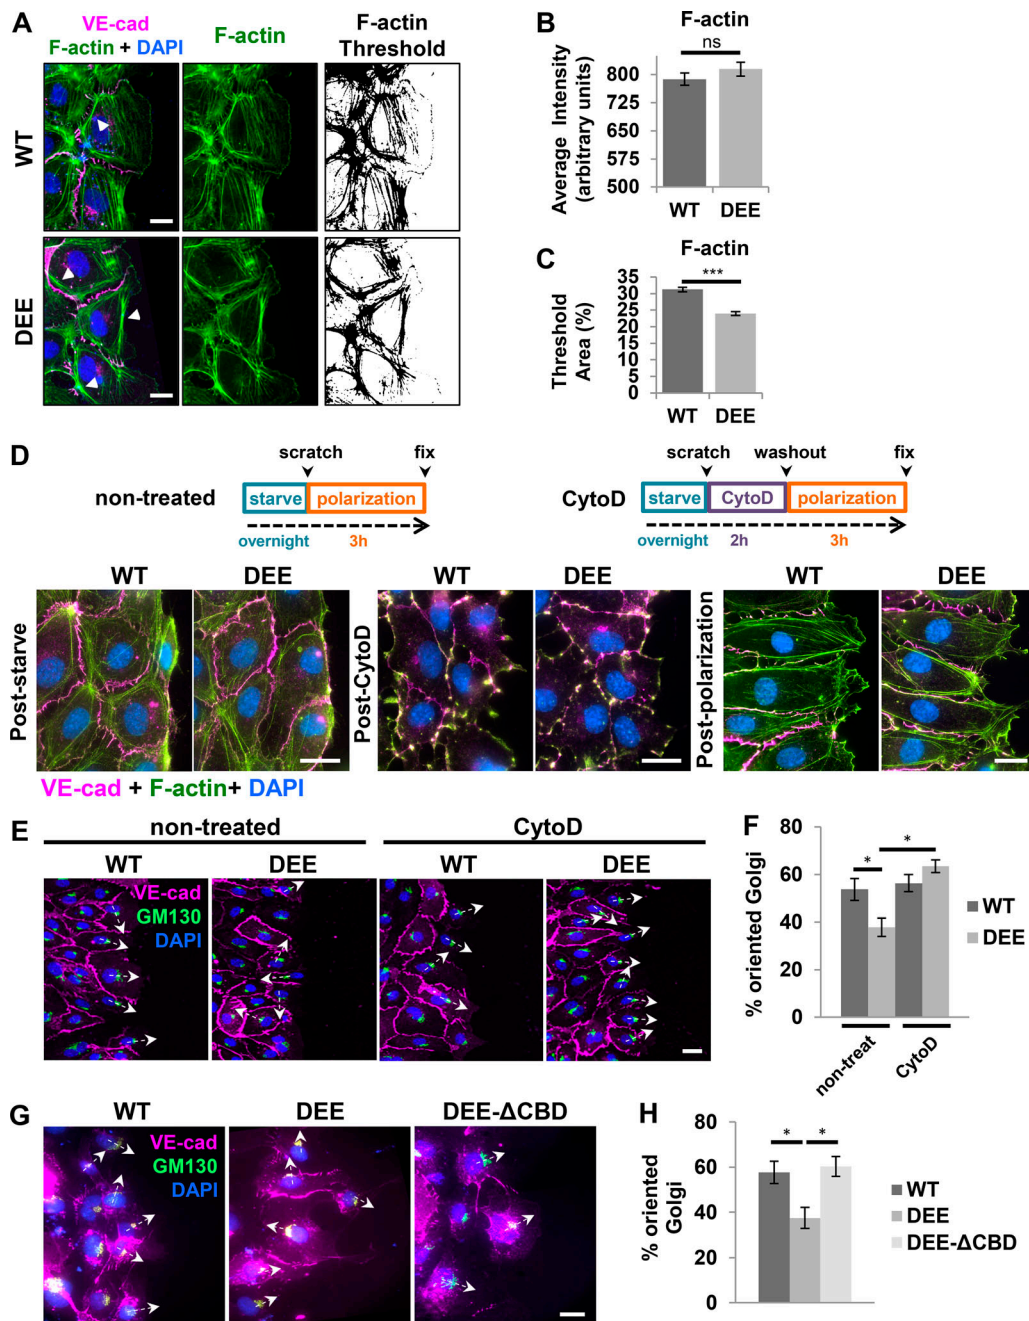 A
VE-cad
F-actin + DAPI
F-actin
F-actin
Threshold
WT
DEE
B
F-actin
ns
Average Intensity
(arbitrary units)
800
725
650
575
500
WT
DEE
C
F-actin
***
Threshold
Area (%)
35
30
25
20
15
10
5
0
WT
DEE
D
non-treated
scratch
fix
starve
polarization
overnight
3h
CytoD
scratch
washout
fix
starve
CytoD
polarization
overnight
2h
3h
WT
DEE
Post-starve
WT
DEE
Post-CytoD
WT
DEE
Post-polarization
VE-cad + F-actin+ DAPI
E
non-treated
CytoD
WT
DEE
WT
DEE
VE-cad
GM130
DAPI
F
% oriented Golgi
80
60
40
20
0
*
*
WT
DEE
non-treat
CytoD
G
WT
DEE
DEE-ΔCBD
VE-cad
GM130
DAPI
H
% oriented
Golgi
80
60
40
20
0
*
*
WT
DEE
DEE-ΔCBD